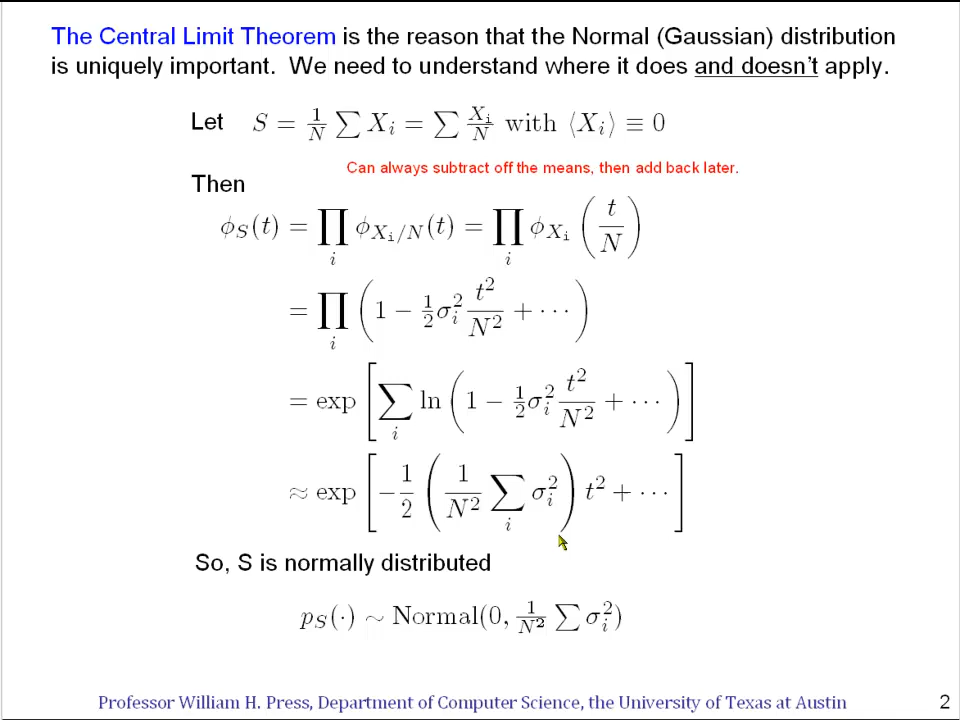 The Central Limit Theorem is the reason that the Normal (Gaussian) distribution
is uniquely important. We need to understand where it does and doesn't apply.
Let S = 1/N ∑ X_i = ∑ X_i/N with ⟨X_i⟩ ≡ 0
Can always subtract off the means, then add back later.
Then
ϕ_S(t) = ∏_i ϕ_{X_i/N}(t) = ∏_i ϕ_{X_i} (t/N)
= ∏_i (1 − ½σ_i² t²/N² + ⋯)
= exp [∑_i ln (1 − ½σ_i² t²/N² + ⋯)]
≈ exp [−1/2 (1/N² ∑_i σ_i²) t² + ⋯]
So, S is normally distributed
p_S(·) ∼ Normal(0, 1/N² ∑ σ_i²)
Professor William H. Press, Department of Computer Science, the University of Texas at Austin 2